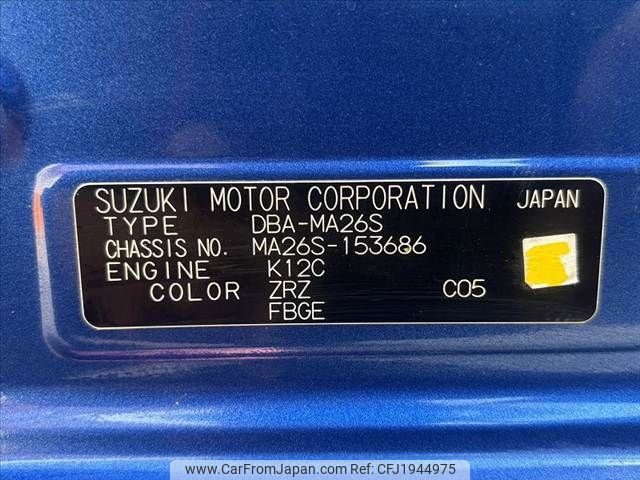 SUZUKI MOTOR CORPORATION JAPAN
TYPE DBA-MA26S
CHASSIS NO. MA26S-153686
ENGINE K12C
COLOR ZRZ C05
FBGE
www.CarFromJapan.com - CFJ1944975